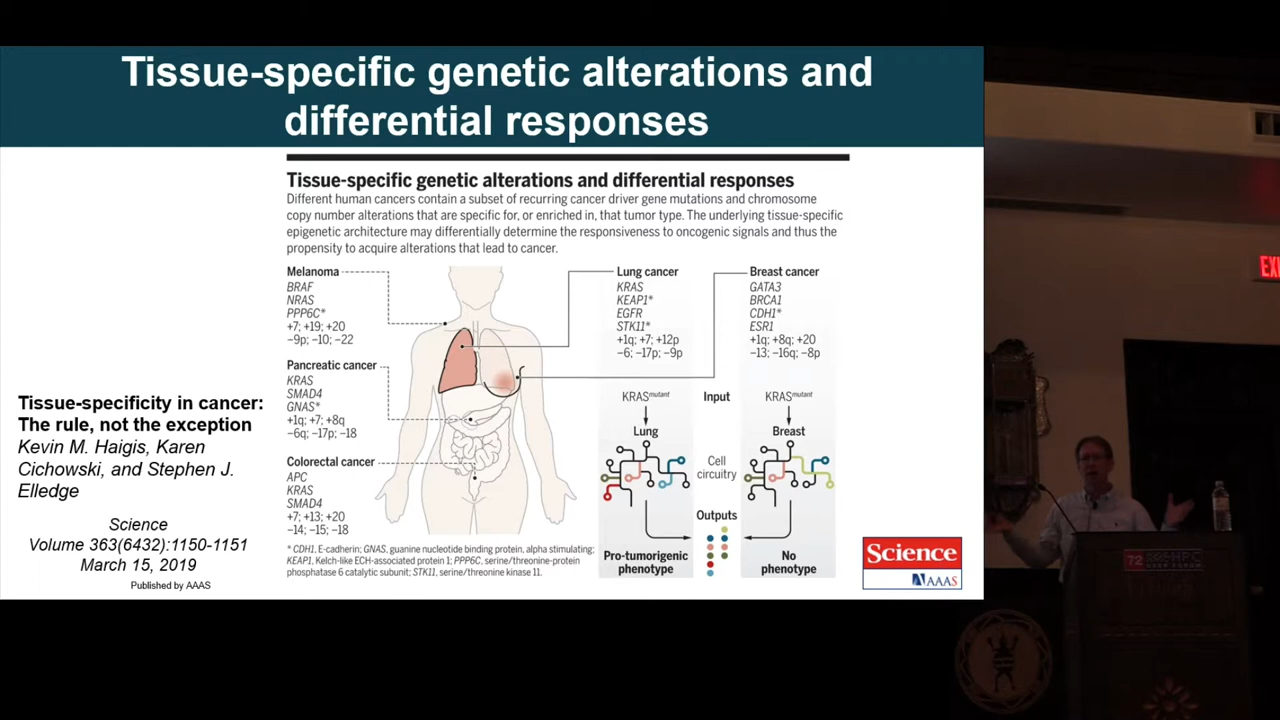 Tissue-specific genetic alterations and
differential responses
Tissue-specific genetic alterations and differential responses
Different human cancers contain a subset of recurring cancer driver gene mutations and chromosome
copy number alterations that are specific for, or enriched in, that tumor type. The underlying tissue-specific
epigenetic architecture may differentially determine the responsiveness to oncogenic signals and thus the
propensity to acquire alterations that lead to cancer.
Melanoma
BRAF
NRAS
PPP6C*
+7; +19; +20
−9p; −10; −22
Pancreatic cancer
KRAS
SMAD4
GNAS*
+1q; +7; +8q
−6q; −17p; −18
Colorectal cancer
APC
KRAS
SMAD4
+7; +13; +20
−14; −15; −18
Lung cancer
KRAS
KEAP1*
EGFR
STK11*
+1q; +7; +12p
−6; −17p; −9p
Breast cancer
GATA3
BRCA1
CDH1*
ESR1
+1q; +8q; +20
−13; −16q; −8p
KRASmutant
Input
KRASmutant
Lung
Breast
Cell
circuitry
Outputs
Pro-tumorigenic
phenotype
No
phenotype
* CDH1, E-cadherin; GNAS, guanine nucleotide binding protein, alpha stimulating;
KEAP1, Kelch-like ECH-associated protein 1; PPP6C, serine/threonine-protein
phosphatase 6 catalytic subunit; STK11, serine/threonine kinase 11.
Tissue-specificity in cancer:
The rule, not the exception
Kevin M. Haigis, Karen
Cichowski, and Stephen J.
Elledge
Science
Volume 363(6432):1150-1151
March 15, 2019
Published by AAAS
Science
AAAS
EXI
72
HPC
USER FORUM